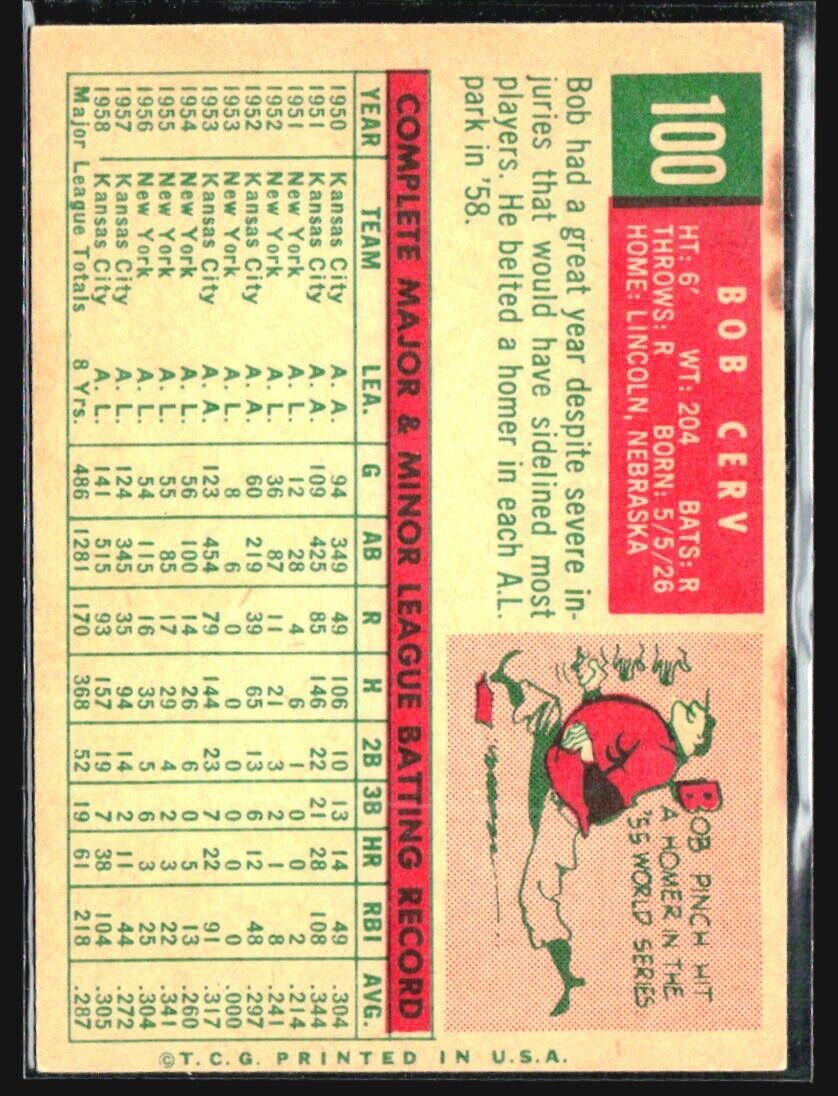 100
BOB CERV
HT: 6' WT: 204 BATS: R
THROWS: R BORN: 5/5/26
HOME: LINCOLN, NEBRASKA
Bob had a great year despite severe in-
juries that would have sidelined most
players. He belted a homer in each A.L.
park in '58.
BOB PINCH HIT
A HOMER IN THE
'55 WORLD SERIES
COMPLETE MAJOR & MINOR LEAGUE BATTING RECORD
YEAR TEAM LEA. G AB R H 2B 3B HR RBI AVG.
1950 Kansas City A. A. 94 349 49 106 10 13 14 49 .304
1951 Kansas City A. A. 109 425 85 146 22 21 28 108 .344
1951 New York A. L. 12 28 4 6 1 0 0 2 .214
1952 New York A. L. 36 87 11 21 3 2 1 8 .241
1952 Kansas City A. A. 60 219 39 65 13 6 12 48 .297
1953 New York A. L. 8 6 0 0 0 0 0 0 .000
1953 Kansas City A. A. 123 454 79 144 23 7 22 91 .317
1954 New York A. L. 56 100 14 26 6 0 5 13 .260
1955 New York A. L. 55 85 17 29 4 2 3 22 .341
1956 New York A. L. 54 115 16 35 5 6 3 25 .304
1957 Kansas City A. L. 124 345 35 94 14 2 11 44 .272
1958 Kansas City A. L. 141 515 93 157 19 7 38 104 .305
Major League Totals 8 Yrs. 486 1281 170 368 52 19 61 218 .287
©T.C.G. PRINTED IN U.S.A.